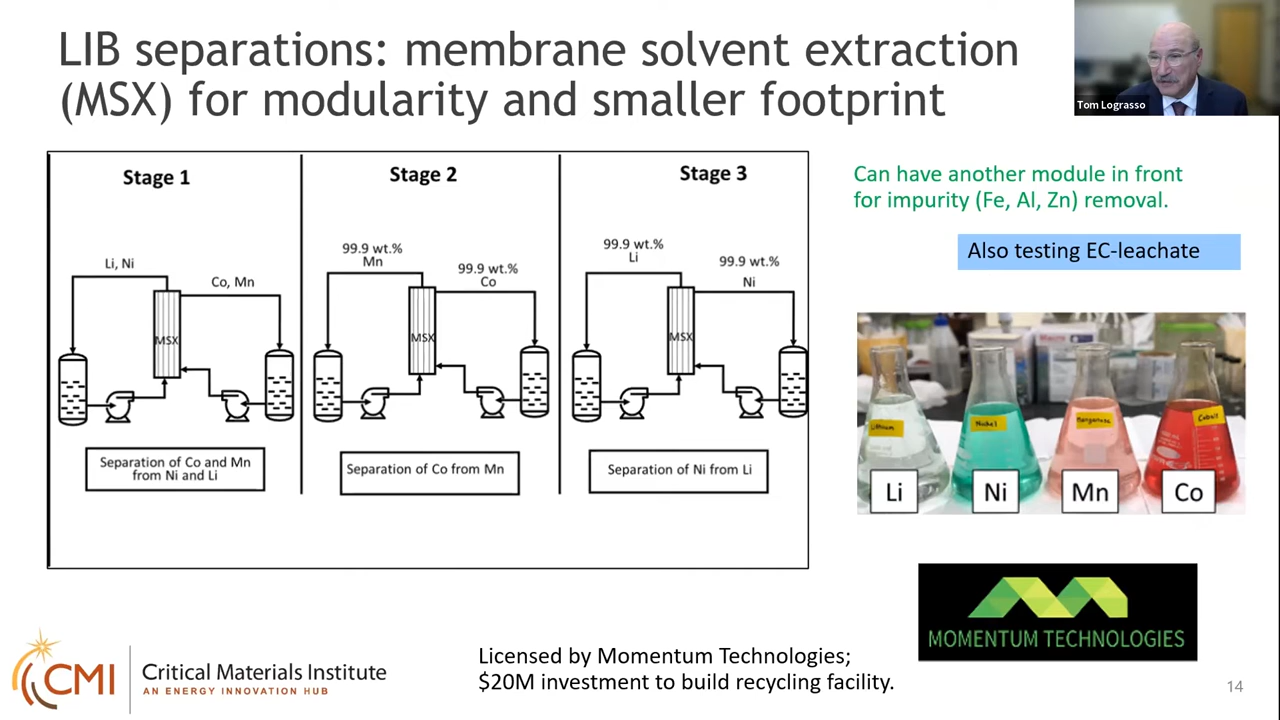 LIB separations: membrane solvent extraction
(MSX) for modularity and smaller footprint
Tom Lograsso
Stage 1
Li, Ni
Co, Mn
MSX
Separation of Co and Mn
from Ni and Li
Stage 2
99.9 wt.%
Mn
99.9 wt.%
Co
MSX
Separation of Co from Mn
Stage 3
99.9 wt.%
Li
99.9 wt.%
Ni
MSX
Separation of Ni from Li
Can have another module in front
for impurity (Fe, Al, Zn) removal.
Also testing EC-leachate
Lithium
Nickel
Manganese
Cobalt
Li
Ni
Mn
Co
MOMENTUM TECHNOLOGIES
CMI
Critical Materials Institute
AN ENERGY INNOVATION HUB
Licensed by Momentum Technologies;
$20M investment to build recycling facility.
14